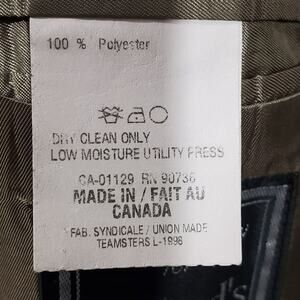 100 % Polyester
DRY CLEAN ONLY
LOW MOISTURE UTILITY PRESS
CA-01129 RN 90736
MADE IN / FAIT AU
CANADA
FAB. SYNDICALE / UNION MADE
TEAMSTERS L-1998